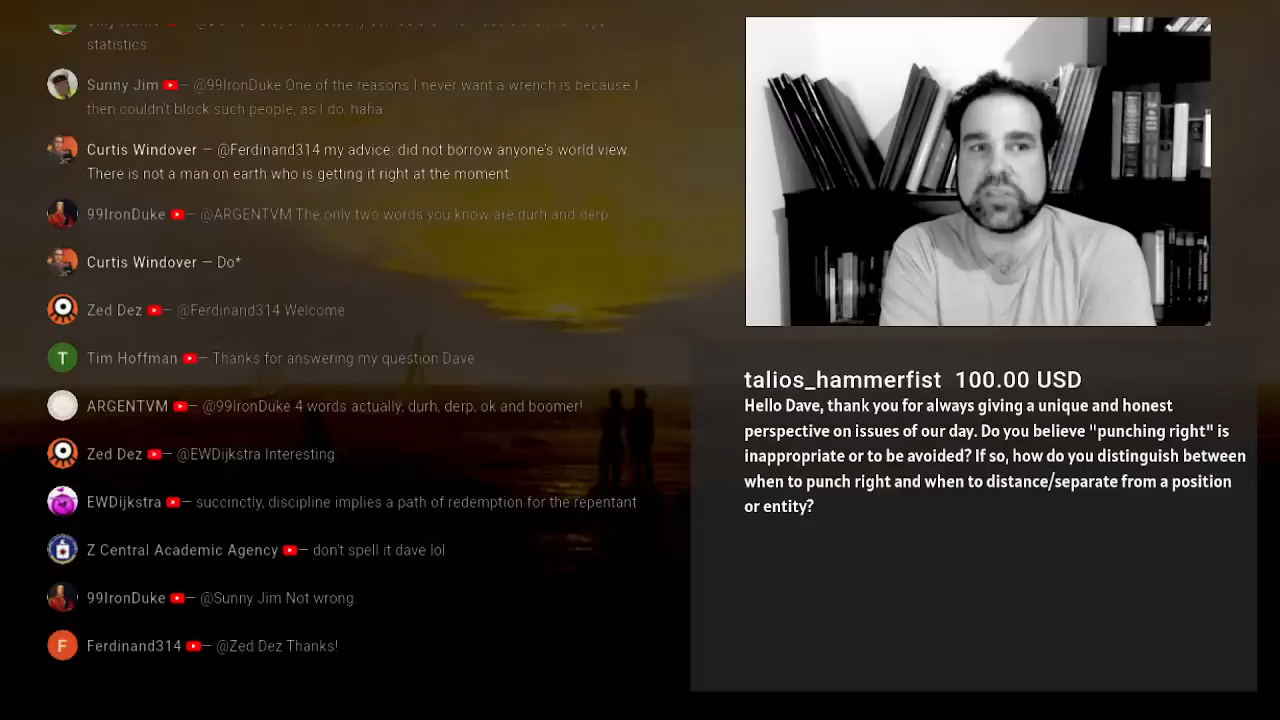 statistics
Sunny Jim — @99IronDuke One of the reasons I never want a wrench is because I
then couldn't block such people, as I do, haha
Curtis Windover — @Ferdinand314 my advice: did not borrow anyone's world view.
There is not a man on earth who is getting it right at the moment.
99IronDuke — @ARGENTVM The only two words you know are durh and derp
Curtis Windover — Do*
Zed Dez — @Ferdinand314 Welcome
T
Tim Hoffman — Thanks for answering my question Dave
ARGENTVM — @99IronDuke 4 words actually, durh, derp, ok and boomer!
Zed Dez — @EWDijkstra Interesting.
EWDijkstra — succinctly, discipline implies a path of redemption for the repentant
Z Central Academic Agency — don't spell it dave lol
99IronDuke — @Sunny Jim Not wrong.
F
Ferdinand314 — @Zed Dez Thanks!
talios_hammerfist 100.00 USD
Hello Dave, thank you for always giving a unique and honest
perspective on issues of our day. Do you believe "punching right" is
inappropriate or to be avoided? If so, how do you distinguish between
when to punch right and when to distance/separate from a position
or entity?